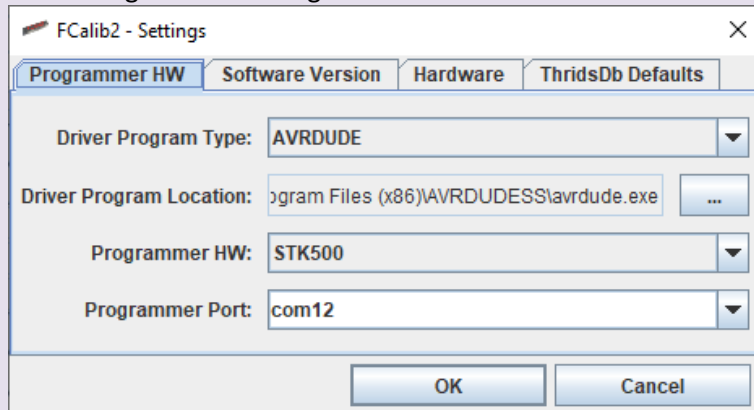 FCalib2 - Settings
Programmer HW Software Version Hardware ThridsDb Defaults
Driver Program Type: AVRDUDE
Driver Program Location: ogram Files (x86)\AVRDUDESS\avrdude.exe ...
Programmer HW: STK500
Programmer Port: com12
OK Cancel